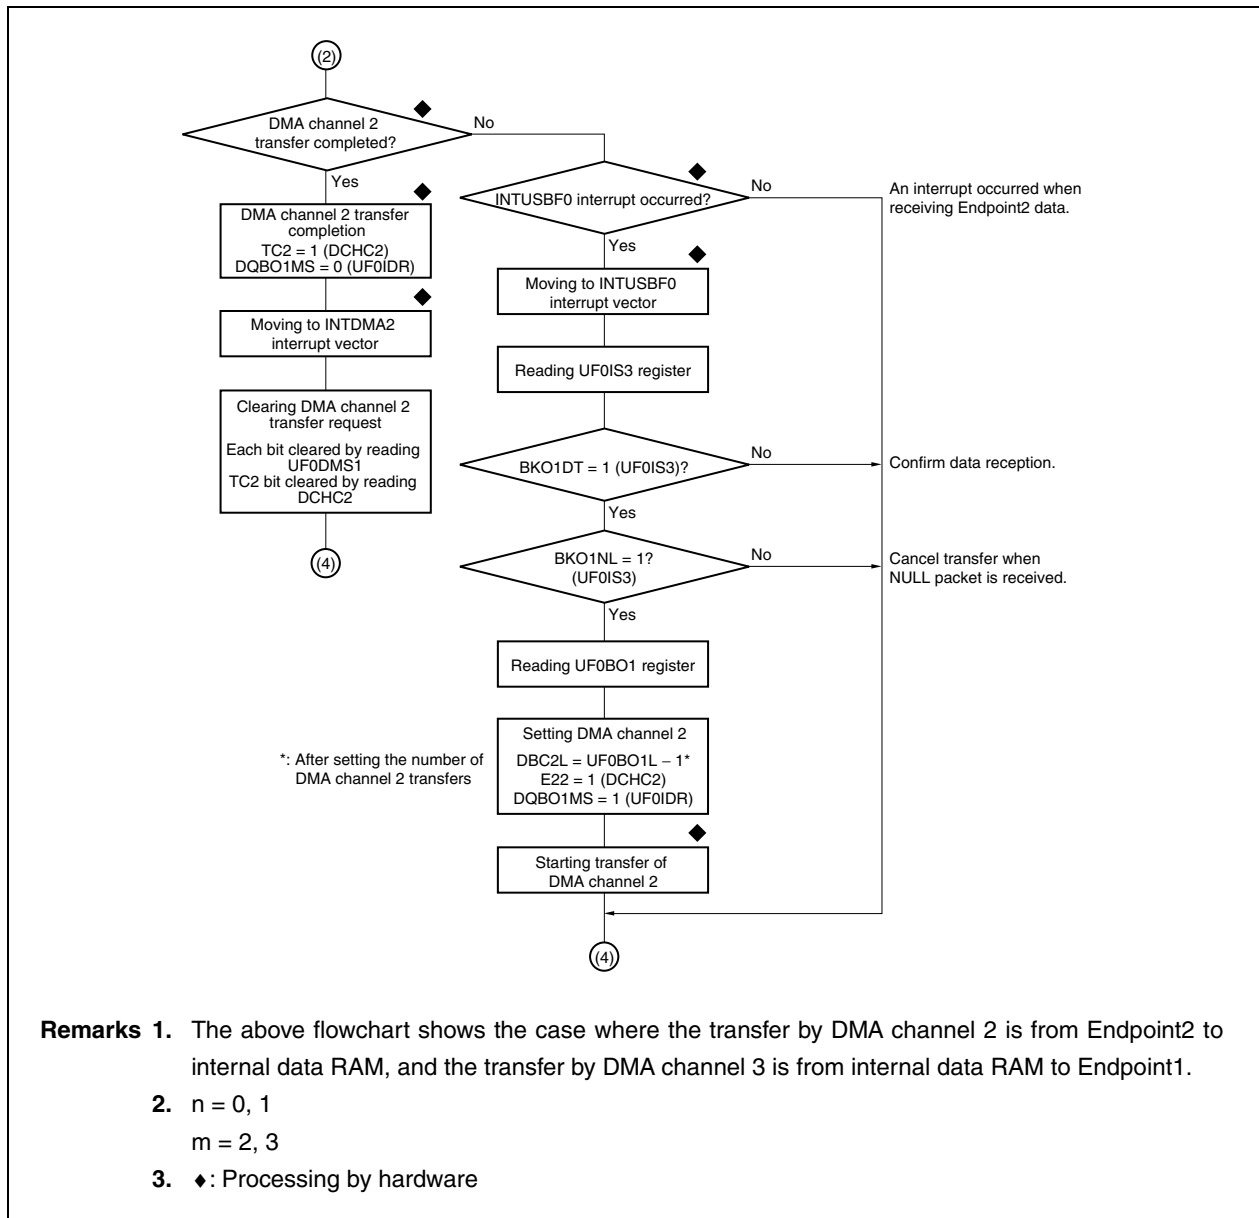 (2)
DMA channel 2
transfer completed?
◆
No
Yes
◆
DMA channel 2 transfer
completion
TC2 = 1 (DCHC2)
DQBO1MS = 0 (UF0IDR)
◆
Moving to INTDMA2
interrupt vector
Clearing DMA channel 2
transfer request
Each bit cleared by reading
UF0DMS1
TC2 bit cleared by reading
DCHC2
(4)
◆
INTUSBF0 interrupt occurred?
No
An interrupt occurred when
receiving Endpoint2 data.
Yes
◆
Moving to INTUSBF0
interrupt vector
Reading UF0IS3 register
BKO1DT = 1 (UF0IS3)?
No
Confirm data reception.
Yes
BKO1NL = 1?
(UF0IS3)
No
Cancel transfer when
NULL packet is received.
Yes
Reading UF0BO1 register
Setting DMA channel 2
DBC2L = UF0BO1L − 1*
E22 = 1 (DCHC2)
DQBO1MS = 1 (UF0IDR)
*: After setting the number of
DMA channel 2 transfers
◆
Starting transfer of
DMA channel 2
(4)
Remarks 1. The above flowchart shows the case where the transfer by DMA channel 2 is from Endpoint2 to
internal data RAM, and the transfer by DMA channel 3 is from internal data RAM to Endpoint1.
2. n = 0, 1
m = 2, 3
3. ♦: Processing by hardware